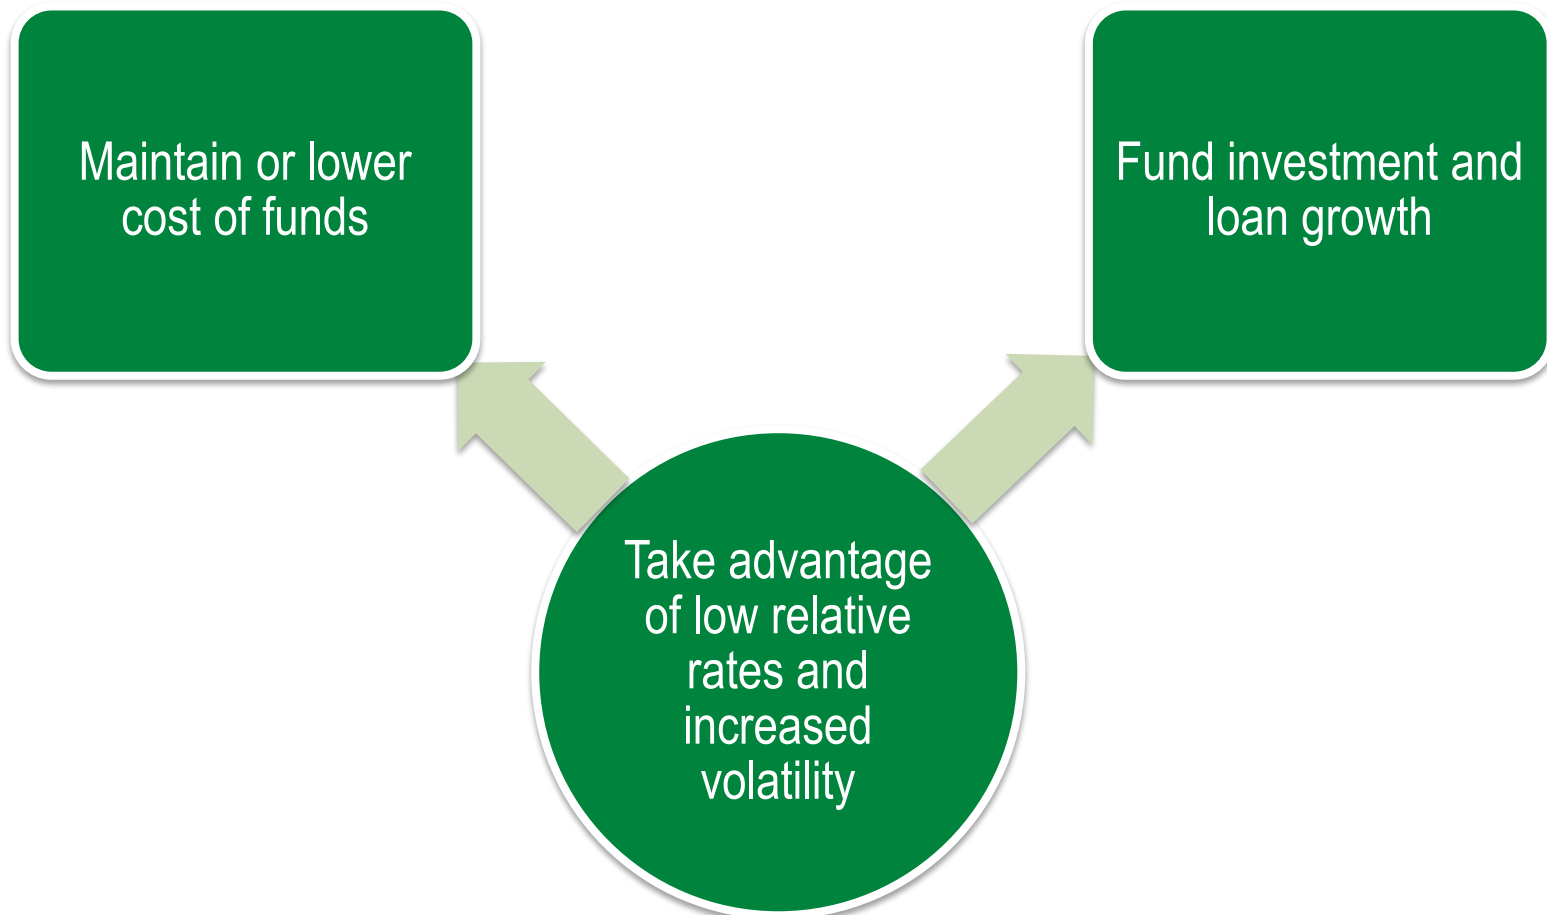 Maintain or lower
cost of funds
Fund investment and
loan growth
Take advantage
of low relative
rates and
increased
volatility